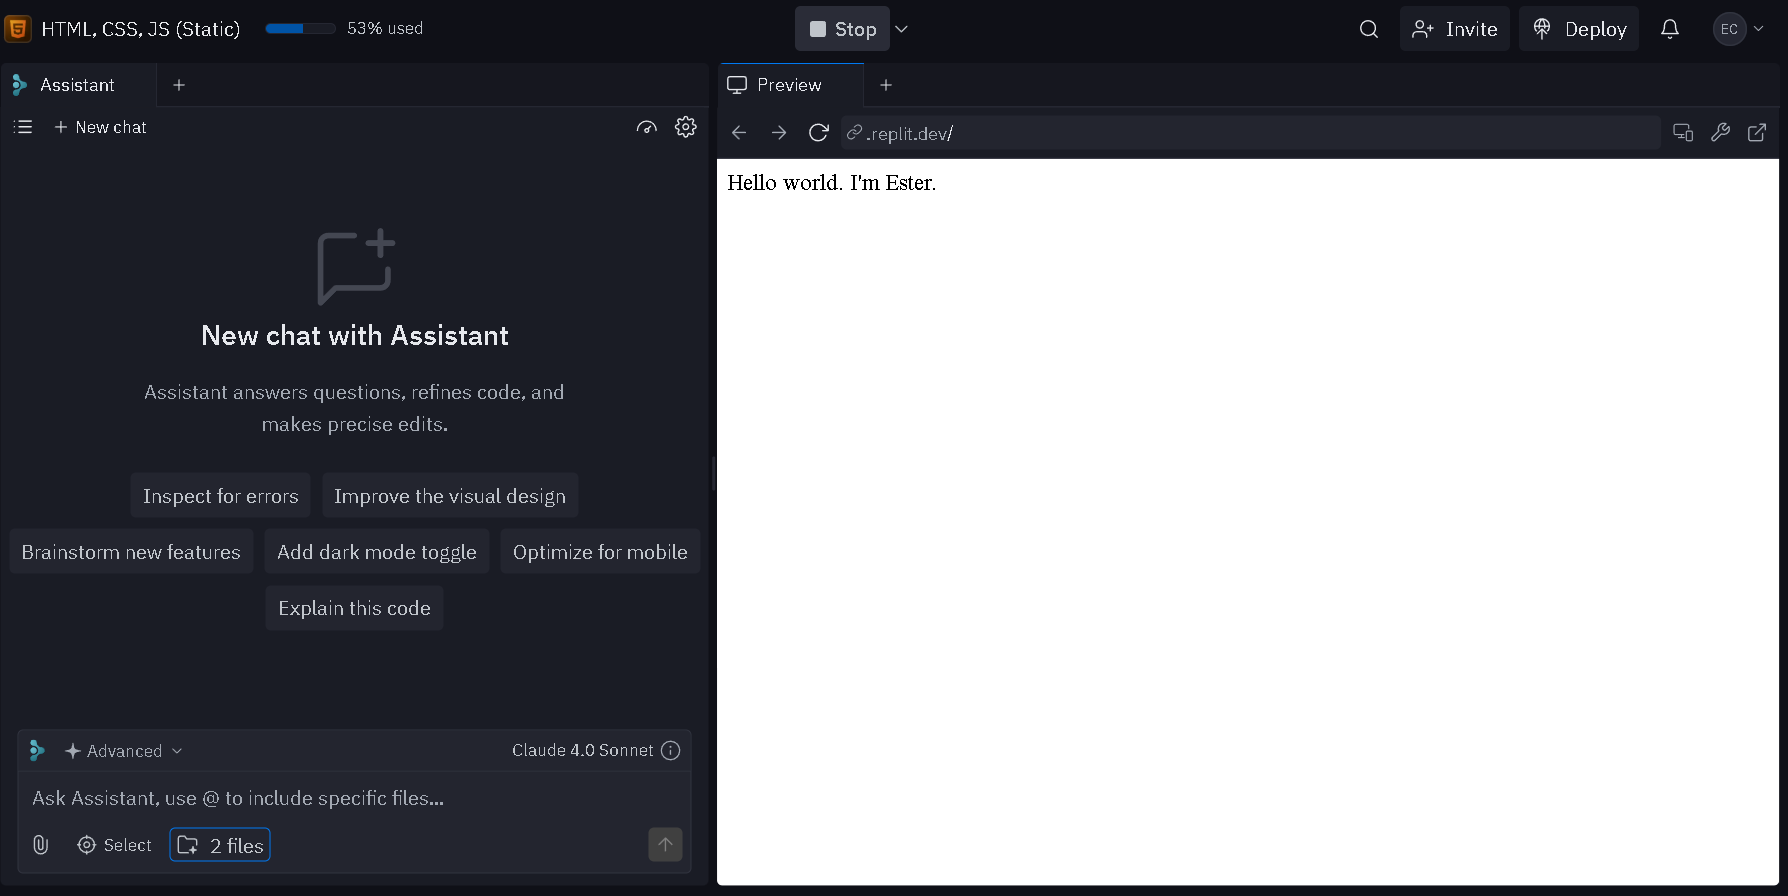 HTML, CSS, JS (Static)
53% used
Stop
Invite
Deploy
EC
Assistant
New chat
New chat with Assistant
Assistant answers questions, refines code, and
makes precise edits.
Inspect for errors
Improve the visual design
Brainstorm new features
Add dark mode toggle
Optimize for mobile
Explain this code
Advanced
Claude 4.0 Sonnet
Ask Assistant, use @ to include specific files...
Select
2 files
Preview
.replit.dev/
Hello world. I'm Ester.